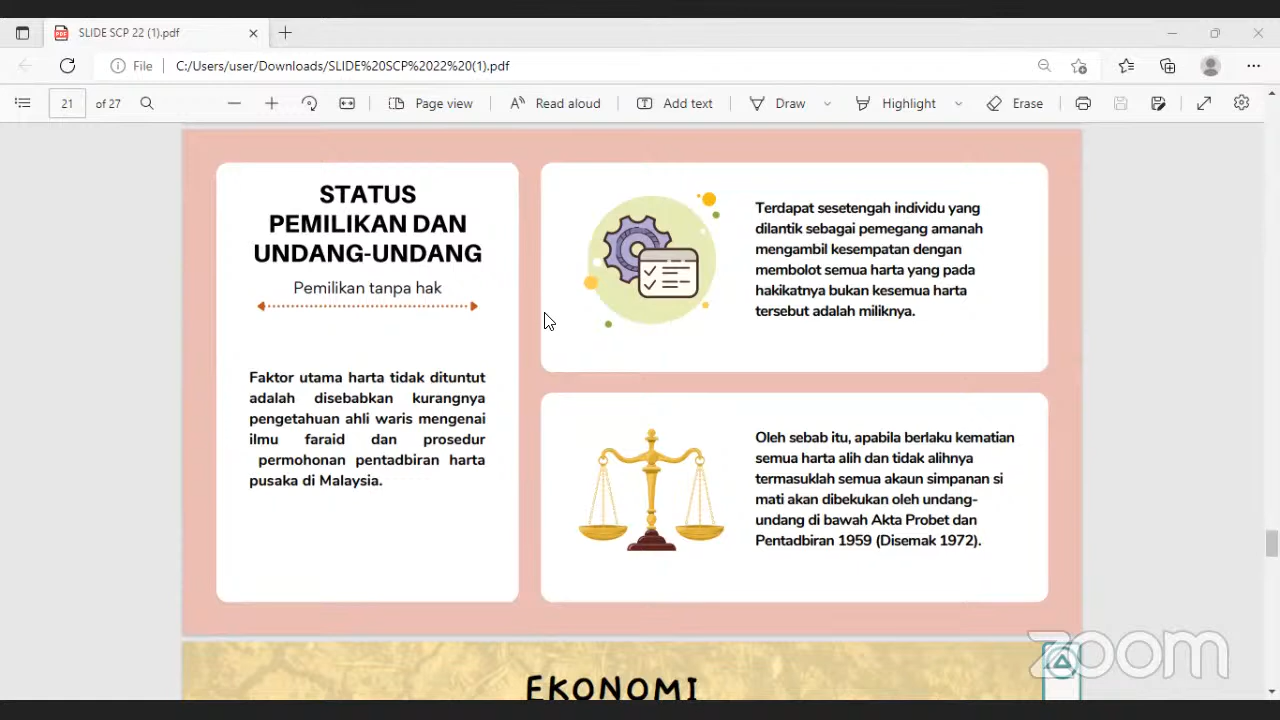 SLIDE SCP 22 (1).pdf
File
C:/Users/user/Downloads/SLIDE%20SCP%2022%20(1).pdf
21 of 27
Page view
Read aloud
Add text
Draw
Highlight
Erase
STATUS
PEMILIKAN DAN
UNDANG-UNDANG
Pemilikan tanpa hak
Faktor utama harta tidak dituntut
adalah disebabkan kurangnya
pengetahuan ahli waris mengenai
ilmu faraid dan prosedur
permohonan pentadbiran harta
pusaka di Malaysia.
Terdapat sesetengah individu yang
dilantik sebagai pemegang amanah
mengambil kesempatan dengan
membolot semua harta yang pada
hakikatnya bukan kesemua harta
tersebut adalah miliknya.
Oleh sebab itu, apabila berlaku kematian
semua harta alih dan tidak alihnya
termasuklah semua akaun simpanan si
mati akan dibekukan oleh undang-
undang di bawah Akta Probet dan
Pentadbiran 1959 (Disemak 1972).
EKONOMI
zoom